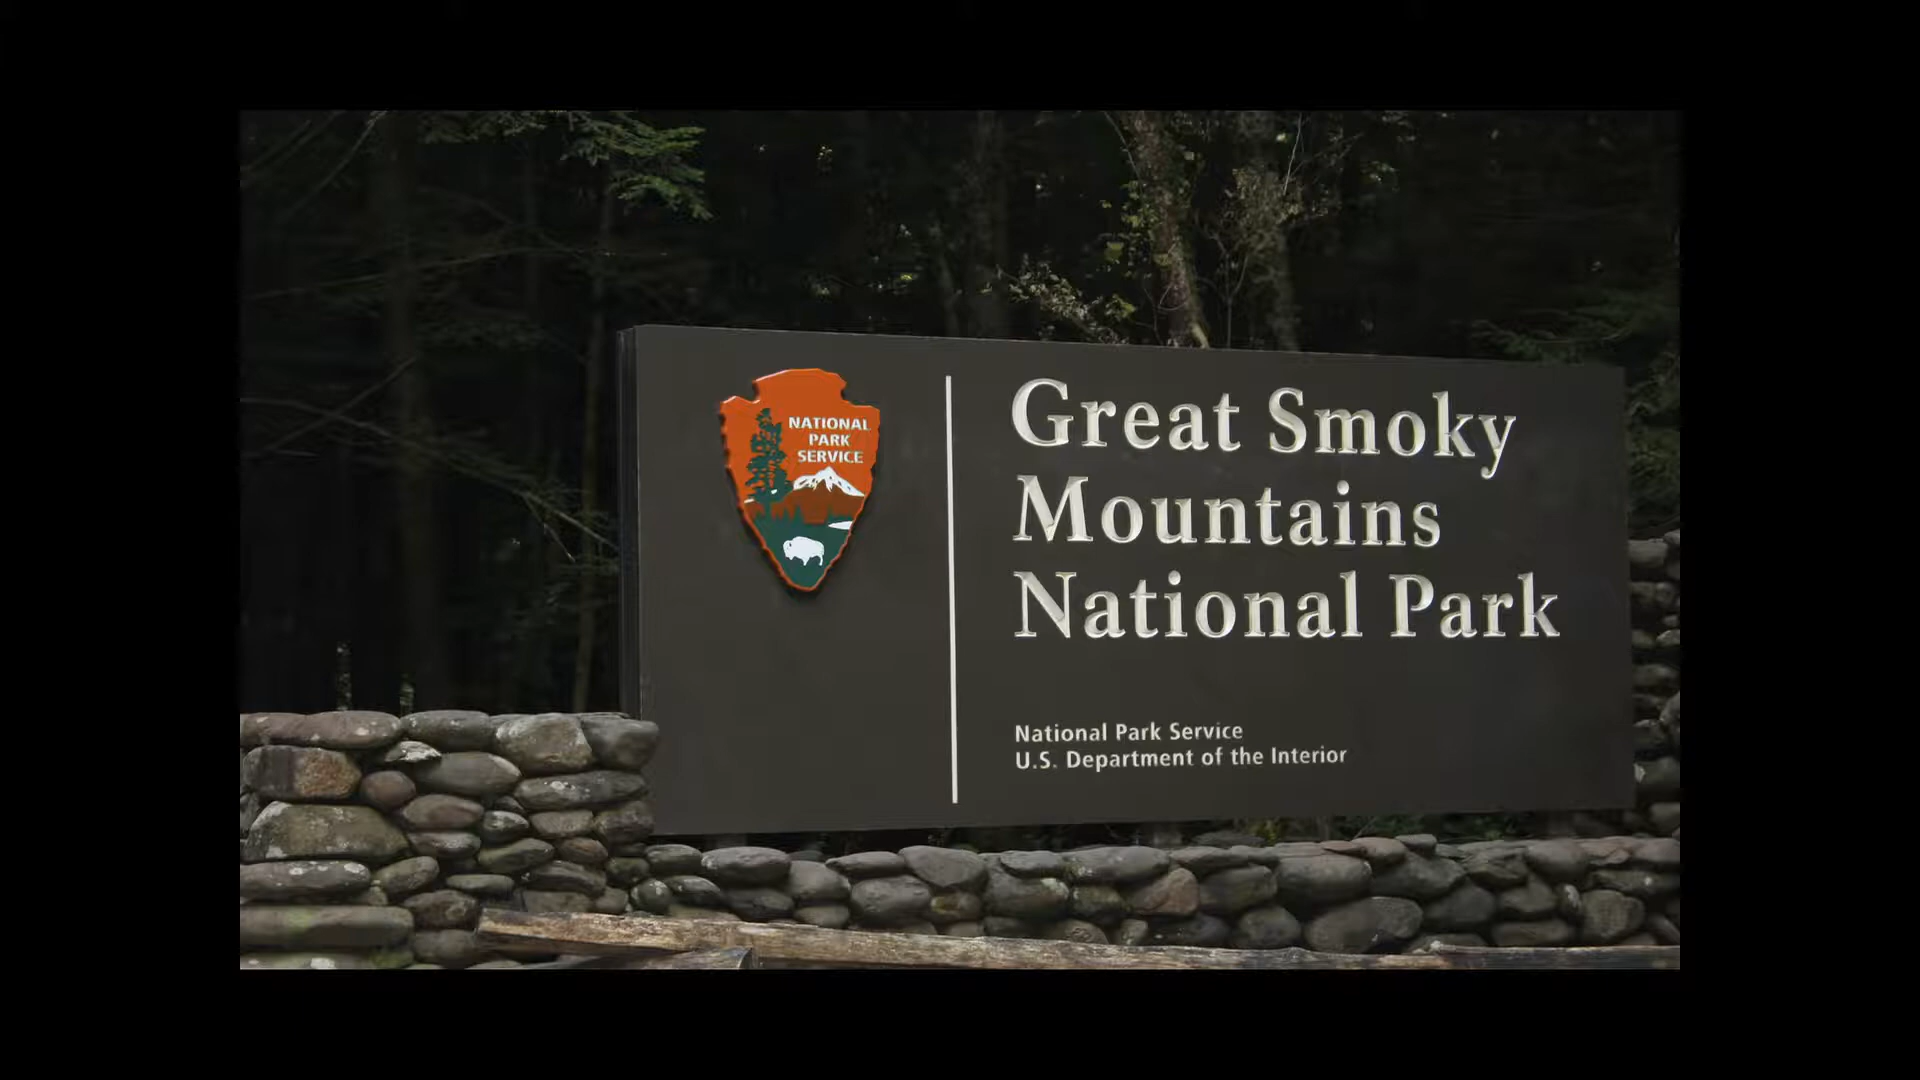 NATIONAL
PARK
SERVICE
Great Smoky
Mountains
National Park
National Park Service
U.S. Department of the Interior